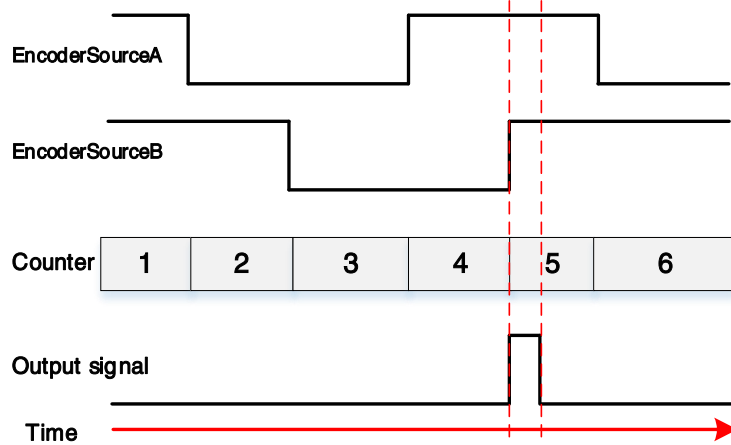 EncoderSourceA
EncoderSourceB
Counter 1 2 3 4 5 6
Output signal
Time